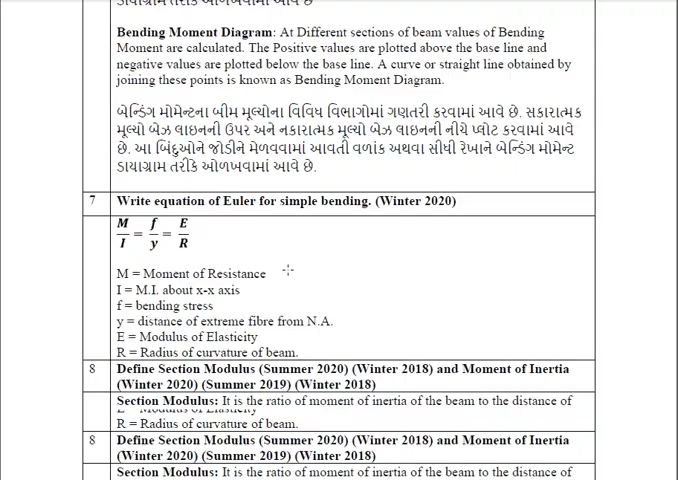 ડાયાગ્રામ તરીકે ઓળખવામાં આવે છે
Bending Moment Diagram: At Different sections of beam values of Bending
Moment are calculated. The Positive values are plotted above the base line and
negative values are plotted below the base line. A curve or straight line obtained by
joining these points is known as Bending Moment Diagram.
બેન્ડિંગ મોમેન્ટના બીમ મૂલ્યોના વિવિધ વિભાગોમાં ગણતરી કરવામાં આવે છે. સકારાત્મક
મૂલ્યો બેઝ લાઇનની ઉપર અને નકારાત્મક મૂલ્યો બેઝ લાઇનની નીચે પ્લોટ કરવામાં આવે
છે. આ બિંદુઓને જોડીને મેળવવામાં આવતી વળાંક અથવા સીધી રેખાને બેન્ડિંગ મોમેન્ટ
ડાયાગ્રામ તરીકે ઓળખવામાં આવે છે.
7 Write equation of Euler for simple bending. (Winter 2020)
M/I = f/y = E/R
M = Moment of Resistance
I = M.I. about x-x axis
f = bending stress
y = distance of extreme fibre from N.A.
E = Modulus of Elasticity
R = Radius of curvature of beam.
8 Define Section Modulus (Summer 2020) (Winter 2018) and Moment of Inertia
(Winter 2020) (Summer 2019) (Winter 2018)
Section Modulus: It is the ratio of moment of inertia of the beam to the distance of
E = Modulus of Elasticity
R = Radius of curvature of beam.
8 Define Section Modulus (Summer 2020) (Winter 2018) and Moment of Inertia
(Winter 2020) (Summer 2019) (Winter 2018)
Section Modulus: It is the ratio of moment of inertia of the beam to the distance of